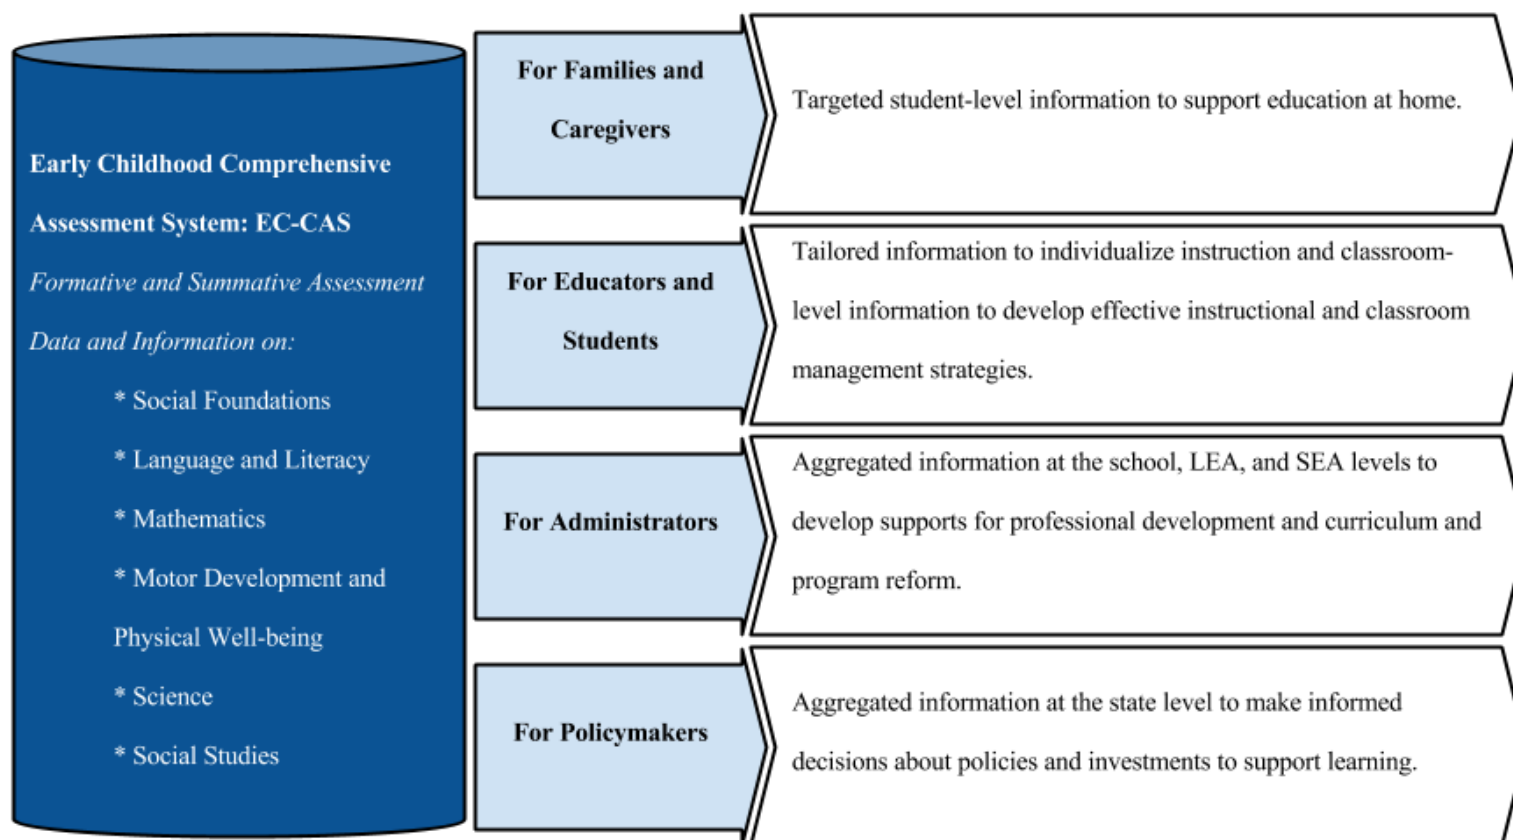 Early Childhood Comprehensive
Assessment System: EC-CAS
Formative and Summative Assessment
Data and Information on:
* Social Foundations
* Language and Literacy
* Mathematics
* Motor Development and
Physical Well-being
* Science
* Social Studies
For Families and
Caregivers
Targeted student-level information to support education at home.
For Educators and
Students
Tailored information to individualize instruction and classroom-
level information to develop effective instructional and classroom
management strategies.
For Administrators
Aggregated information at the school, LEA, and SEA levels to
develop supports for professional development and curriculum and
program reform.
For Policymakers
Aggregated information at the state level to make informed
decisions about policies and investments to support learning.